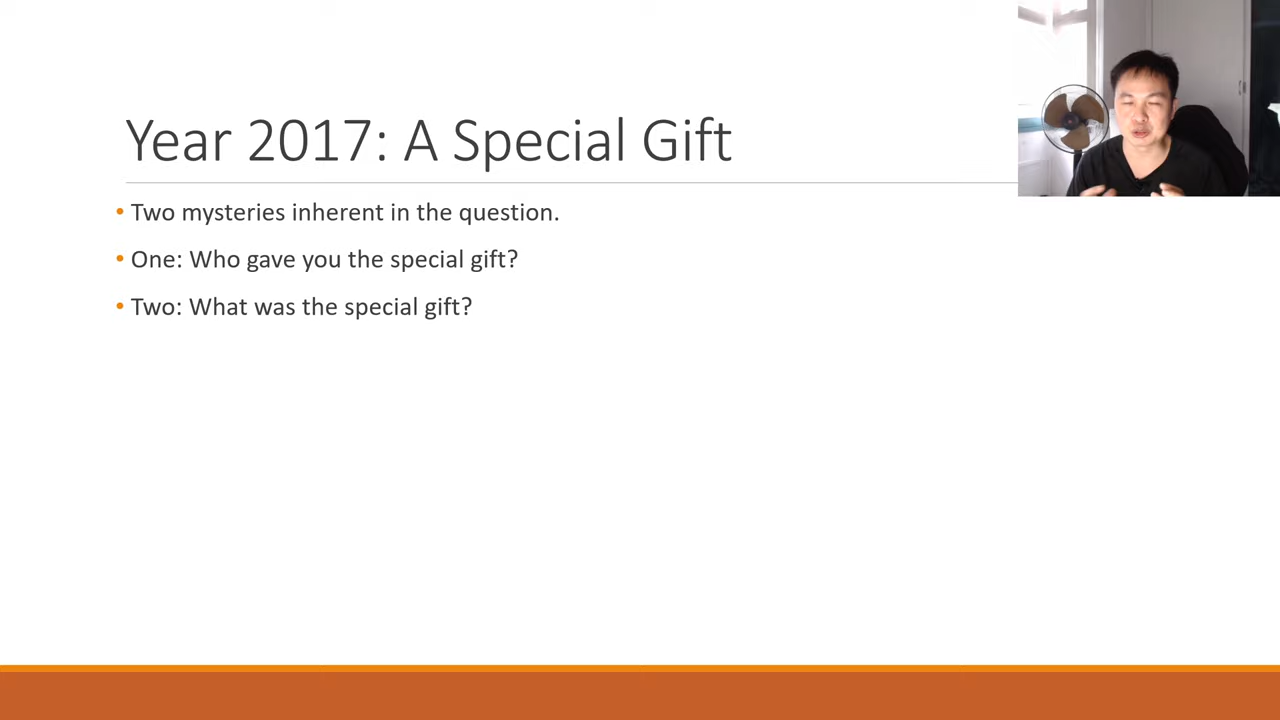 Year 2017: A Special Gift
• Two mysteries inherent in the question.
• One: Who gave you the special gift?
• Two: What was the special gift?